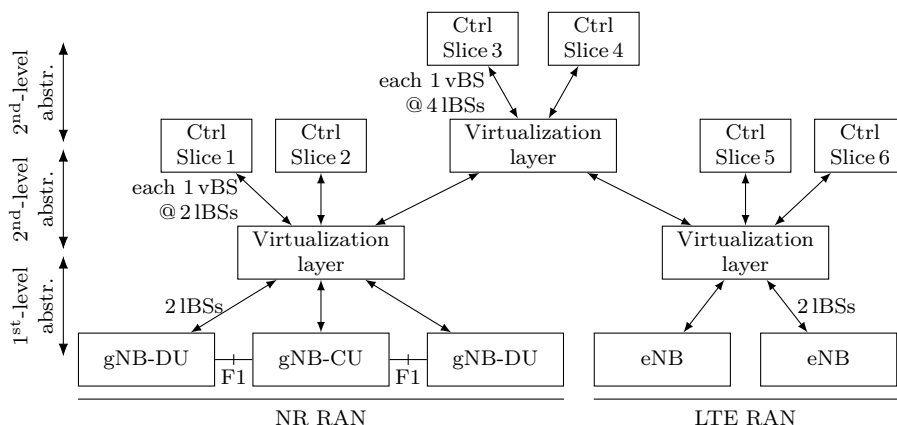 Ctrl
Slice 3
Ctrl
Slice 4
2nd-level
abstr.
each 1 vBS
@ 4 lBSs
Virtualization
layer
Ctrl
Slice 1
Ctrl
Slice 2
Ctrl
Slice 5
Ctrl
Slice 6
2nd-level
abstr.
each 1 vBS
@ 2 lBSs
Virtualization
layer
Virtualization
layer
1st-level
abstr.
2 lBSs
2 lBSs
gNB-DU
F1
gNB-CU
F1
gNB-DU
eNB
eNB
NR RAN
LTE RAN